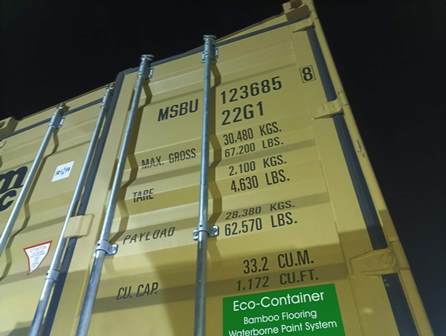 MSBU 123685 8
22G1
MAX. GROSS 30.480 KGS.
67.200 LBS.
TARE 2.100 KGS.
4,630 LBS.
PAYLOAD 28.380 KGS.
62,570 LBS.
CU. CAP. 33.2 CU.M.
1.172 CU.FT.
Eco-Container
Bamboo Flooring
Waterborne Paint System